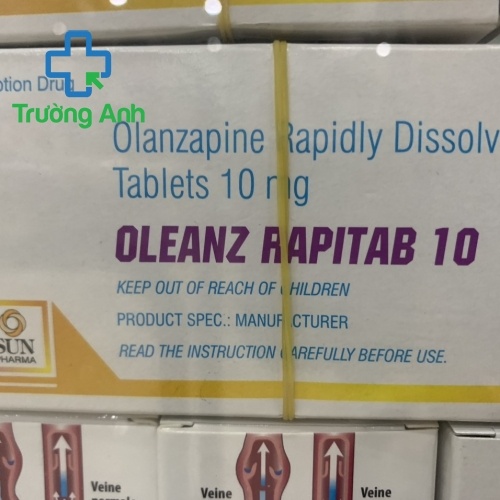 ption Drug
Trường Anh
Olanzapine Rapidly Dissolv
Tablets 10 mg
OLEANZ RAPITAB 10
KEEP OUT OF REACH OF CHILDREN
PRODUCT SPEC.: MANUFACTURER
READ THE INSTRUCTION CAREFULLY BEFORE USE.
SUN
PHARMA
Veine
Veine
Veine